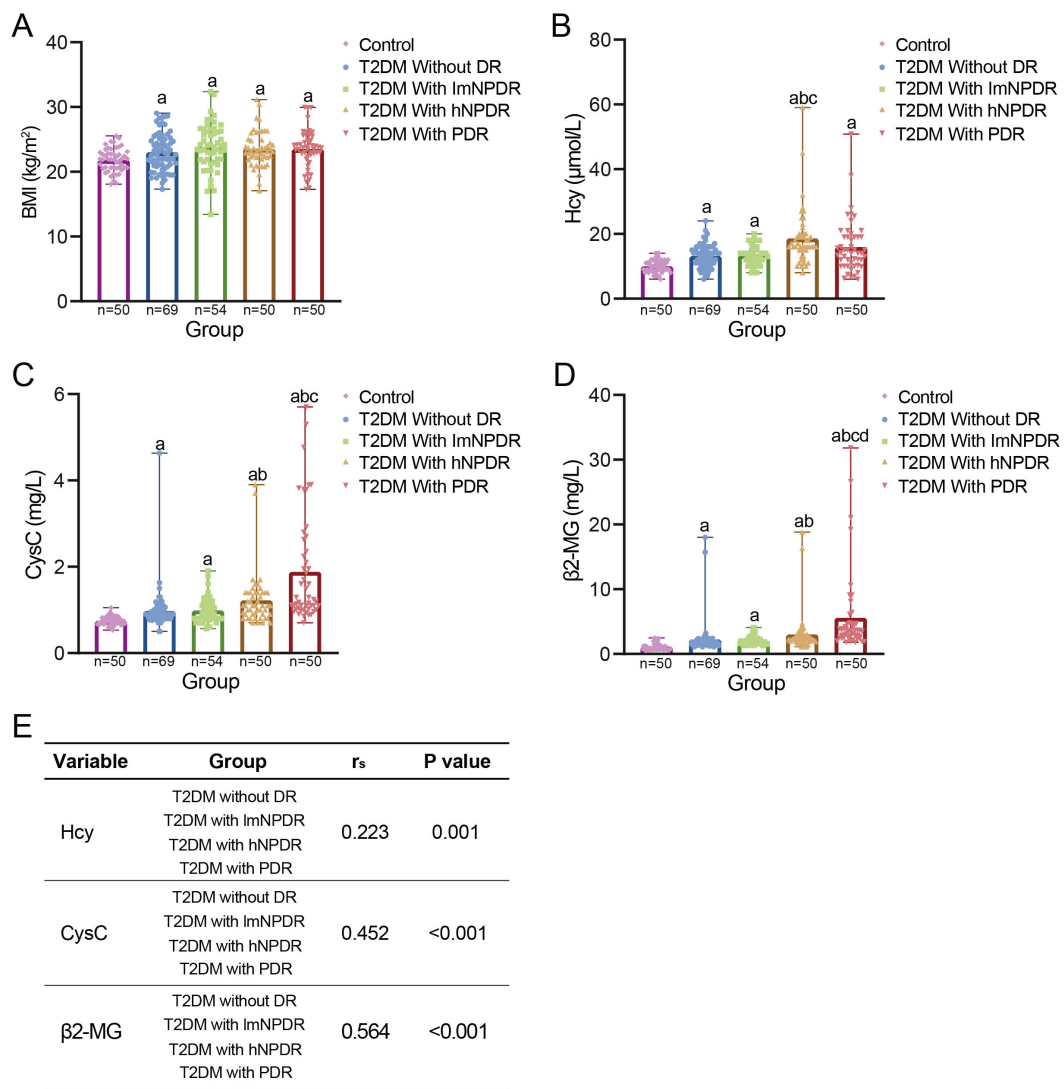 A
BMI (kg/m²)
40
30
20
10
0
a
a
a
a
n=50
n=69
n=54
n=50
n=50
Group
Control
T2DM Without DR
T2DM With lmNPDR
T2DM With hNPDR
T2DM With PDR
B
Hcy (μmol/L)
80
60
40
20
0
a
a
abc
a
n=50
n=69
n=54
n=50
n=50
Group
Control
T2DM Without DR
T2DM With lmNPDR
T2DM With hNPDR
T2DM With PDR
C
CysC (mg/L)
6
4
2
0
a
a
ab
abc
n=50
n=69
n=54
n=50
n=50
Group
Control
T2DM Without DR
T2DM With lmNPDR
T2DM With hNPDR
T2DM With PDR
D
β2-MG (mg/L)
40
30
20
10
0
a
a
ab
abcd
n=50
n=69
n=54
n=50
n=50
Group
Control
T2DM Without DR
T2DM With lmNPDR
T2DM With hNPDR
T2DM With PDR
E
Variable Group rs P value
T2DM without DR
T2DM with lmNPDR
Hcy 0.223 0.001
T2DM with hNPDR
T2DM with PDR
T2DM without DR
T2DM with lmNPDR
CysC 0.452 <0.001
T2DM with hNPDR
T2DM with PDR
T2DM without DR
T2DM with lmNPDR
β2-MG 0.564 <0.001
T2DM with hNPDR
T2DM with PDR